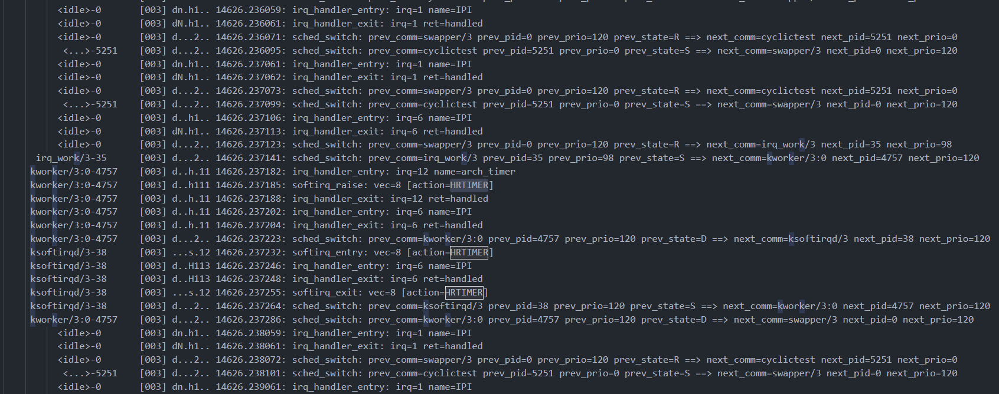 <idle>-0 [003] dn.h1.. 14626.236059: irq_handler_entry: irq=1 name=IPI
<idle>-0 [003] dN.h1.. 14626.236061: irq_handler_exit: irq=1 ret=handled
<idle>-0 [003] d...2.. 14626.236071: sched_switch: prev_comm=swapper/3 prev_pid=0 prev_prio=120 prev_state=R ==> next_comm=cyclictest next_pid=5251 next_prio=0
<...>-5251 [003] d...2.. 14626.236095: sched_switch: prev_comm=cyclictest prev_pid=5251 prev_prio=0 prev_state=S ==> next_comm=swapper/3 next_pid=0 next_prio=120
<idle>-0 [003] dn.h1.. 14626.237061: irq_handler_entry: irq=1 name=IPI
<idle>-0 [003] dN.h1.. 14626.237062: irq_handler_exit: irq=1 ret=handled
<idle>-0 [003] d...2.. 14626.237073: sched_switch: prev_comm=swapper/3 prev_pid=0 prev_prio=120 prev_state=R ==> next_comm=cyclictest next_pid=5251 next_prio=0
<...>-5251 [003] d...2.. 14626.237099: sched_switch: prev_comm=cyclictest prev_pid=5251 prev_prio=0 prev_state=S ==> next_comm=swapper/3 next_pid=0 next_prio=120
<idle>-0 [003] d..h1.. 14626.237106: irq_handler_entry: irq=6 name=IPI
<idle>-0 [003] dN.h1.. 14626.237113: irq_handler_exit: irq=6 ret=handled
<idle>-0 [003] d...2.. 14626.237123: sched_switch: prev_comm=swapper/3 prev_pid=0 prev_prio=120 prev_state=R ==> next_comm=irq_work/3 next_pid=35 next_prio=98
irq_work/3-35 [003] d...2.. 14626.237141: sched_switch: prev_comm=irq_work/3 prev_pid=35 prev_prio=98 prev_state=S ==> next_comm=kworker/3:0 next_pid=4757 next_prio=120
kworker/3:0-4757 [003] d..h.11 14626.237182: irq_handler_entry: irq=12 name=arch_timer
kworker/3:0-4757 [003] d..h111 14626.237185: softirq_raise: vec=8 [action=HRTIMER]
kworker/3:0-4757 [003] d..h.11 14626.237188: irq_handler_exit: irq=12 ret=handled
kworker/3:0-4757 [003] d..h.11 14626.237202: irq_handler_entry: irq=6 name=IPI
kworker/3:0-4757 [003] d..h.11 14626.237204: irq_handler_exit: irq=6 ret=handled
kworker/3:0-4757 [003] d...2.. 14626.237223: sched_switch: prev_comm=kworker/3:0 prev_pid=4757 prev_prio=120 prev_state=D ==> next_comm=ksoftirqd/3 next_pid=38 next_prio=120
ksoftirqd/3-38 [003] ...s.12 14626.237232: softirq_entry: vec=8 [action=HRTIMER]
ksoftirqd/3-38 [003] d..H113 14626.237246: irq_handler_entry: irq=6 name=IPI
ksoftirqd/3-38 [003] d..H113 14626.237248: irq_handler_exit: irq=6 ret=handled
ksoftirqd/3-38 [003] ...s.12 14626.237255: softirq_exit: vec=8 [action=HRTIMER]
ksoftirqd/3-38 [003] d...2.. 14626.237264: sched_switch: prev_comm=ksoftirqd/3 prev_pid=38 prev_prio=120 prev_state=S ==> next_comm=kworker/3:0 next_pid=4757 next_prio=120
kworker/3:0-4757 [003] d...2.. 14626.237286: sched_switch: prev_comm=kworker/3:0 prev_pid=4757 prev_prio=120 prev_state=D ==> next_comm=swapper/3 next_pid=0 next_prio=120
<idle>-0 [003] dn.h1.. 14626.238059: irq_handler_entry: irq=1 name=IPI
<idle>-0 [003] dN.h1.. 14626.238061: irq_handler_exit: irq=1 ret=handled
<idle>-0 [003] d...2.. 14626.238072: sched_switch: prev_comm=swapper/3 prev_pid=0 prev_prio=120 prev_state=R ==> next_comm=cyclictest next_pid=5251 next_prio=0
<...>-5251 [003] d...2.. 14626.238101: sched_switch: prev_comm=cyclictest prev_pid=5251 prev_prio=0 prev_state=S ==> next_comm=swapper/3 next_pid=0 next_prio=120
<idle>-0 [003] dn.h1.. 14626.239061: irq_handler_entry: irq=1 name=IPI